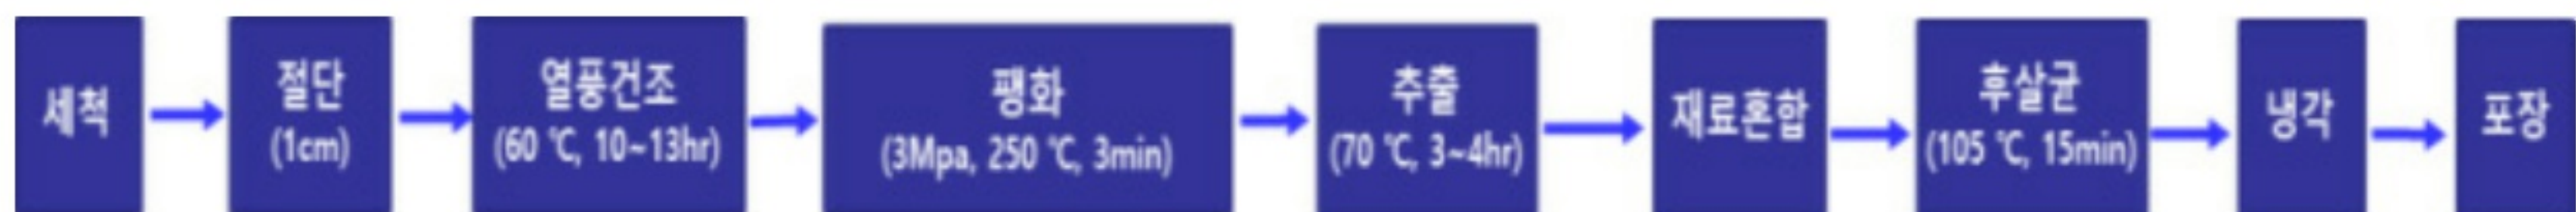 세척
절단
(1cm)
열풍건조
(60 ℃, 10~13hr)
팽화
(3Mpa, 250 ℃, 3min)
추출
(70 ℃, 3~4hr)
재료혼합
후살균
(105 ℃, 15min)
냉각
포장